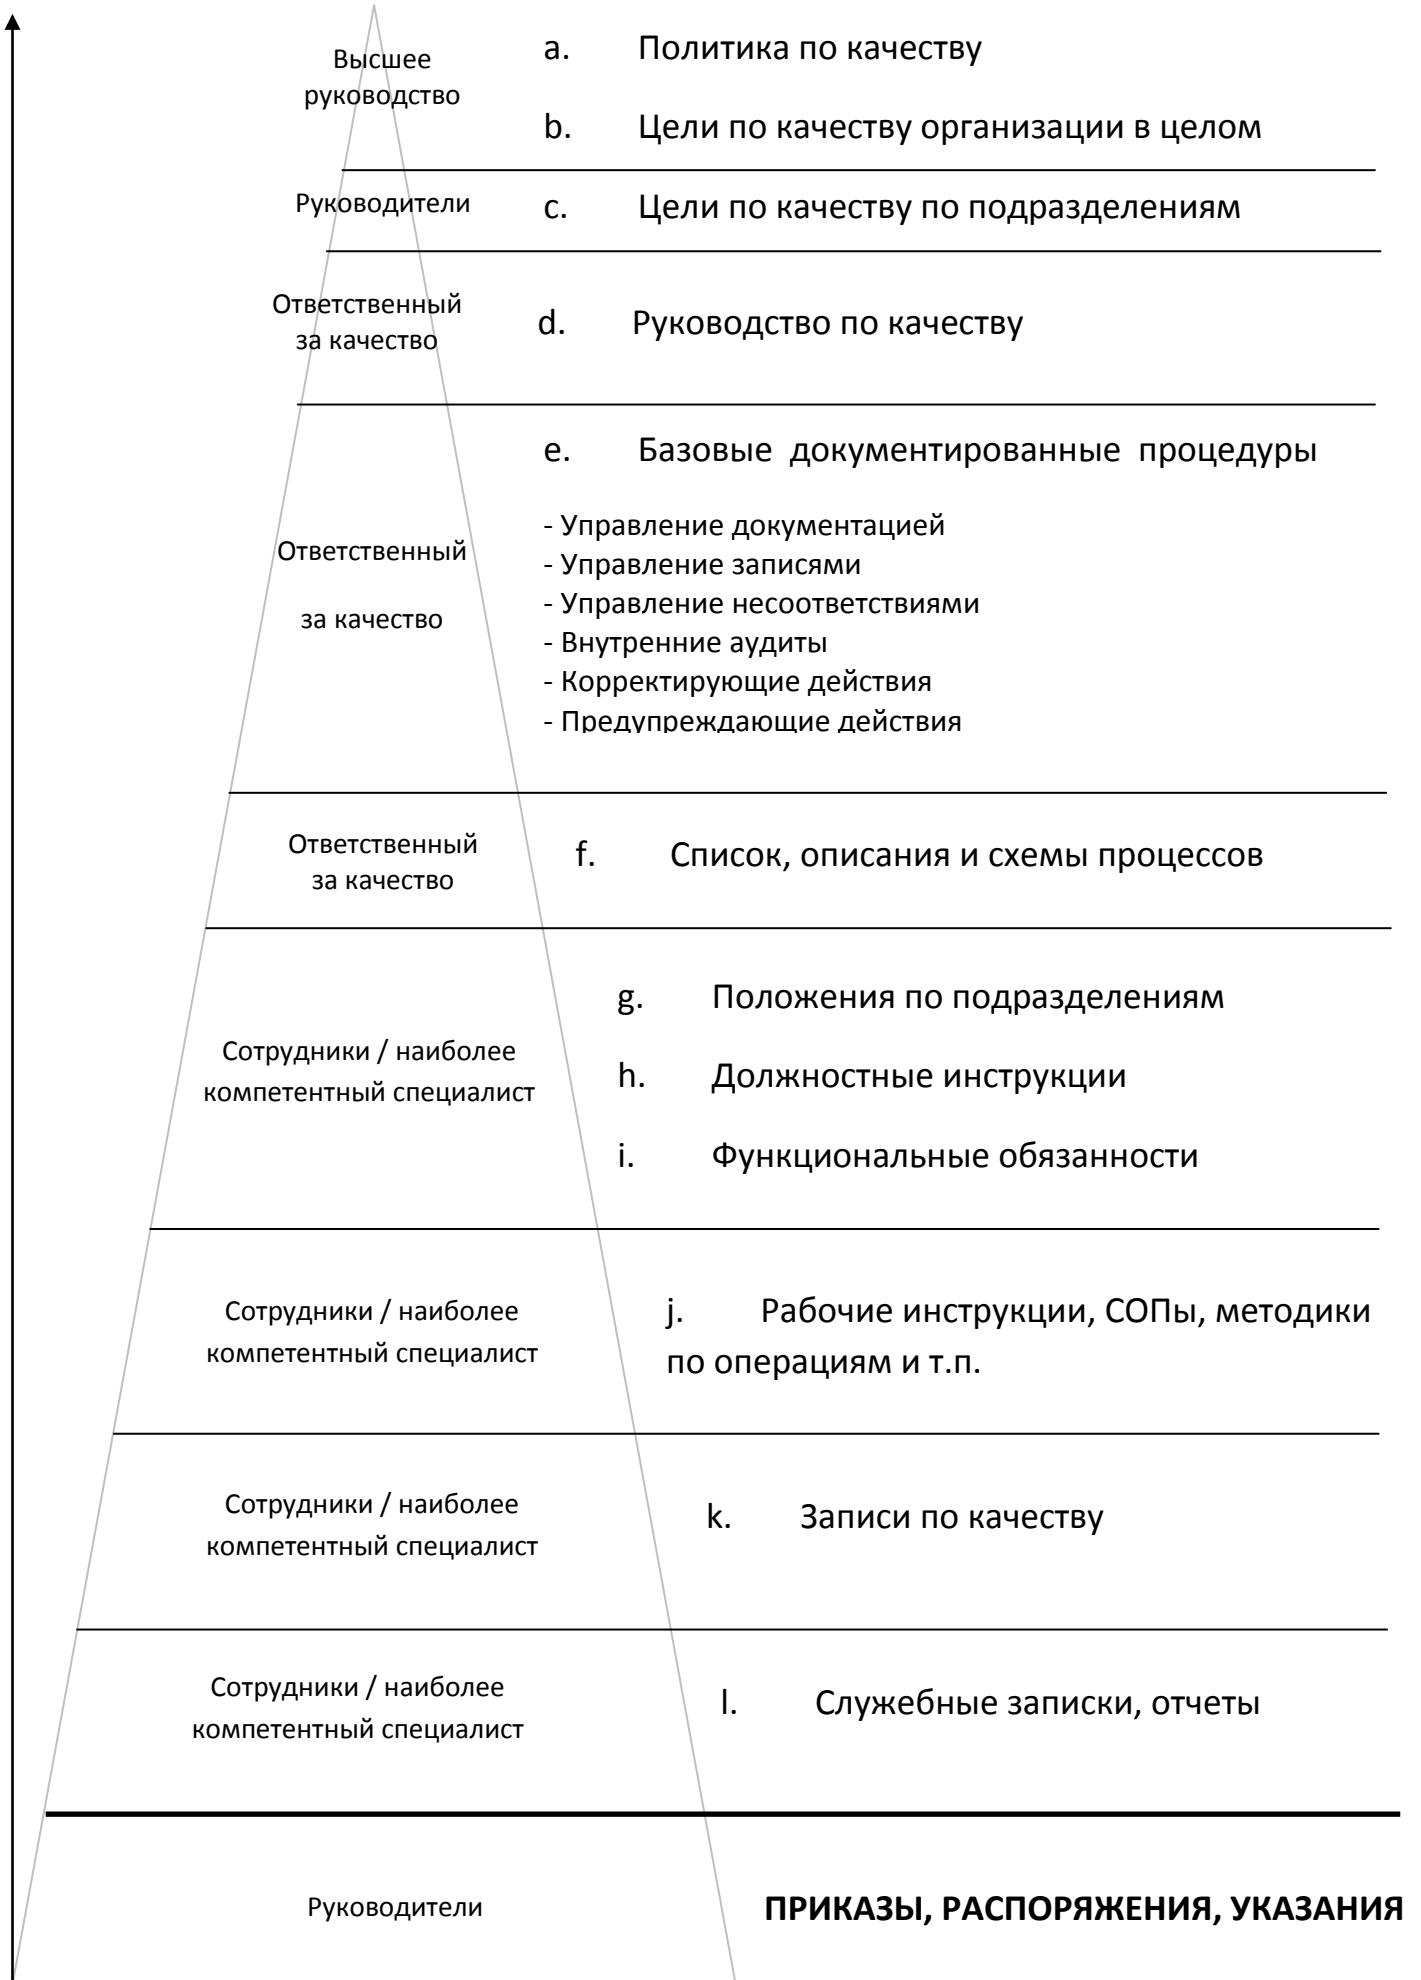 Высшее
руководство
a. Политика по качеству
b. Цели по качеству организации в целом
Руководители
c. Цели по качеству по подразделениям
Ответственный
за качество
d. Руководство по качеству
e. Базовые документированные процедуры
Ответственный
за качество
- Управление документацией
- Управление записями
- Управление несоответствиями
- Внутренние аудиты
- Корректирующие действия
- Предупреждающие действия
Ответственный
за качество
f. Список, описания и схемы процессов
Сотрудники / наиболее
компетентный специалист
g. Положения по подразделениям
h. Должностные инструкции
i. Функциональные обязанности
Сотрудники / наиболее
компетентный специалист
j. Рабочие инструкции, СОПы, методики
по операциям и т.п.
Сотрудники / наиболее
компетентный специалист
k. Записи по качеству
Сотрудники / наиболее
компетентный специалист
l. Служебные записки, отчеты
Руководители
ПРИКАЗЫ, РАСПОРЯЖЕНИЯ, УКАЗАНИЯ